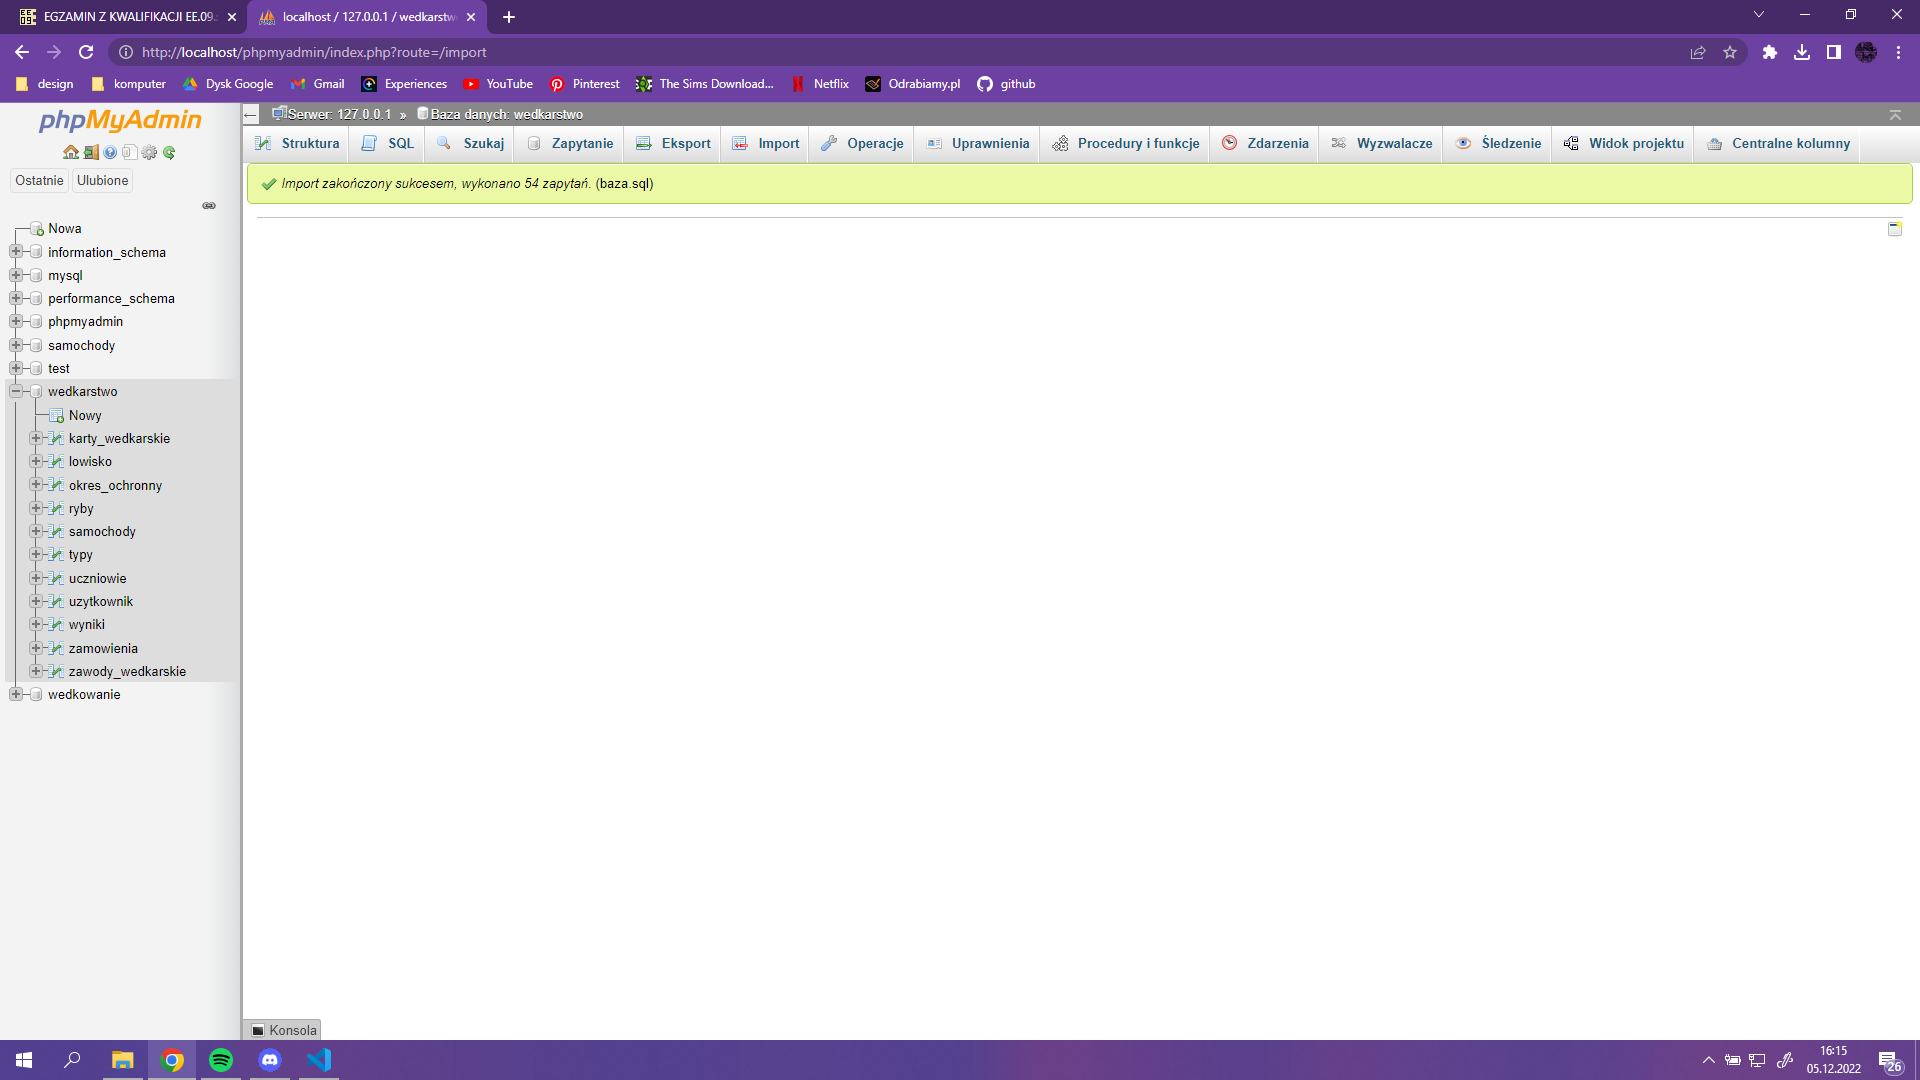 EGZAMIN Z KWALIFIKACJI EE.09
localhost / 127.0.0.1 / wedkarstw
http://localhost/phpmyadmin/index.php?route=/import
design
komputer
Dysk Google
Gmail
Experiences
YouTube
Pinterest
The Sims Download...
Netflix
Odrabiamy.pl
github
phpMyAdmin
Ostatnie
Ulubione
Nowa
information_schema
mysql
performance_schema
phpmyadmin
samochody
test
wedkarstwo
Nowy
karty_wedkarskie
lowisko
okres_ochronny
ryby
samochody
typy
uczniowie
uzytkownik
wyniki
zamowienia
zawody_wedkarskie
wedkowanie
Serwer: 127.0.0.1 » Baza danych: wedkarstwo
Struktura
SQL
Szukaj
Zapytanie
Eksport
Import
Operacje
Uprawnienia
Procedury i funkcje
Zdarzenia
Wyzwalacze
Śledzenie
Widok projektu
Centralne kolumny
Import zakończony sukcesem, wykonano 54 zapytań. (baza.sql)
Konsola
16:15
05.12.2022
26